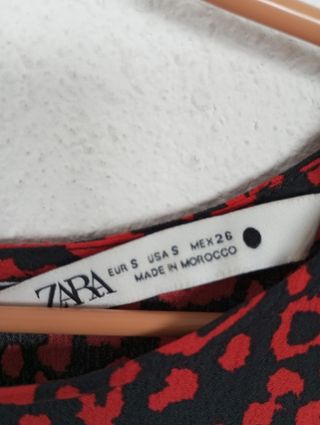 ZARA
EUR S USA S MEX 26
MADE IN MOROCCO